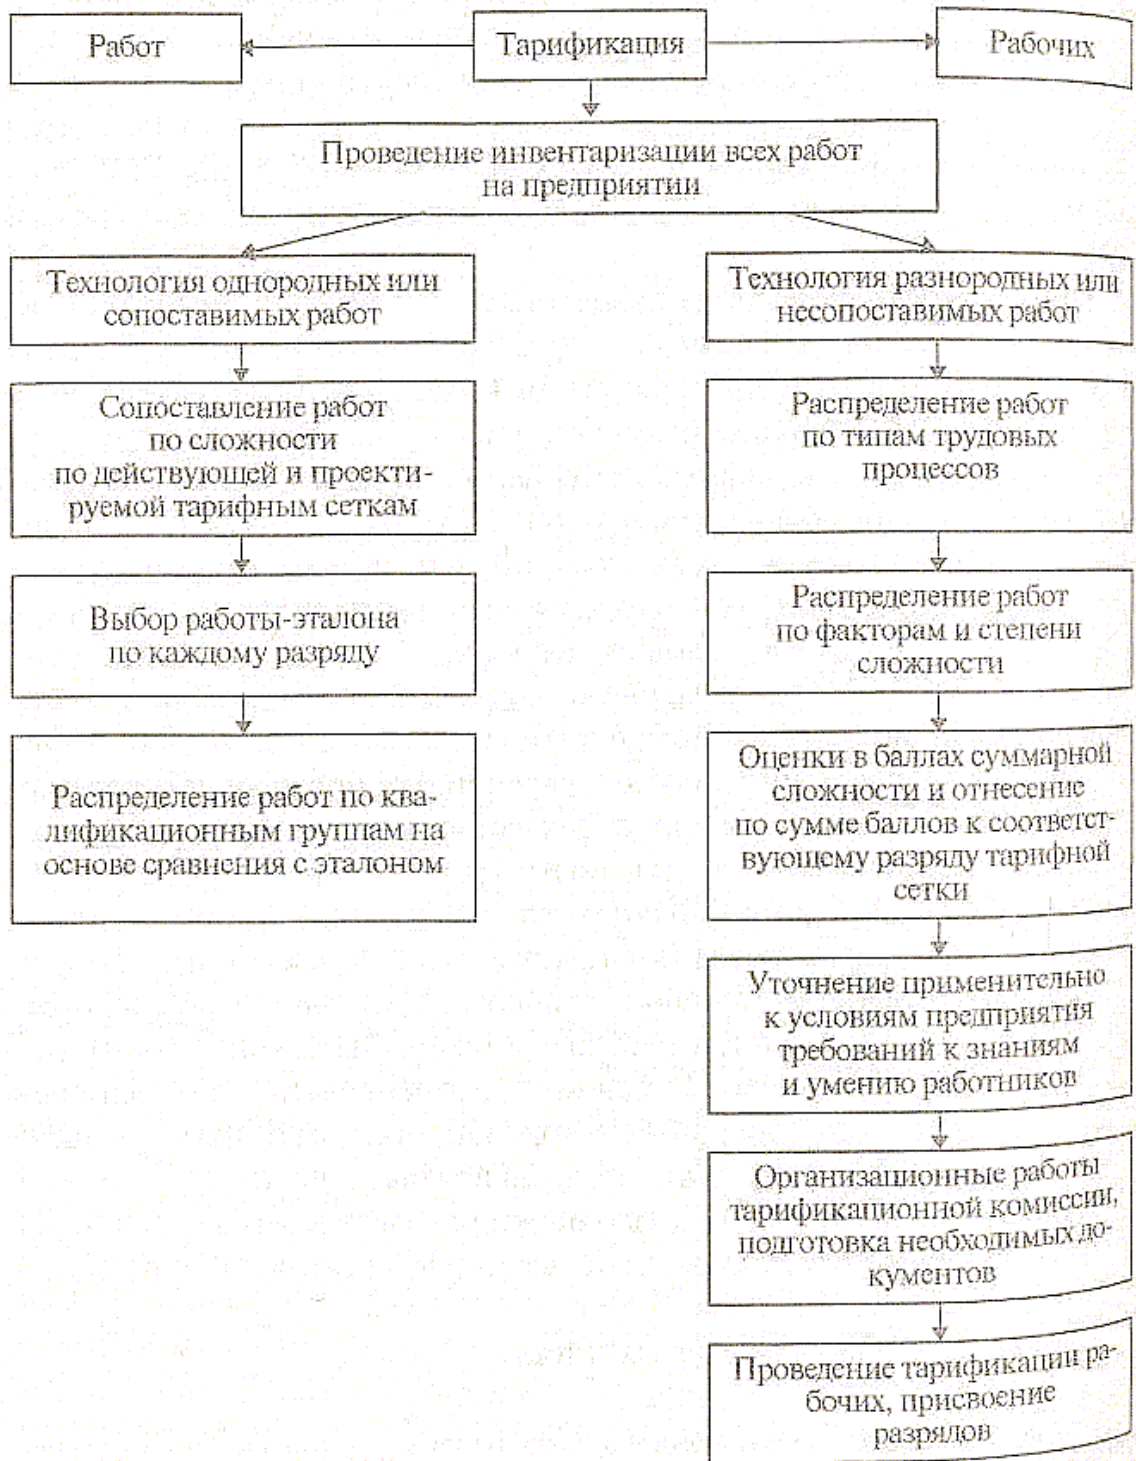 Работ
Тарификация
Рабочих
Проведение инвентаризации всех работ
на предприятии
Технология однородных или
сопоставимых работ
Сопоставление работ
по сложности
по действующей и проекти-
руемой тарифным сеткам
Выбор работы-эталона
по каждому разряду
Распределение работ по ква-
лификационным группам на
основе сравнения с эталоном
Технология разнородных или
несопоставимых работ
Распределение работ
по типам трудовых
процессов
Распределение работ
по факторам и степени
сложности
Оценки в баллах суммарной
сложности и отнесение
по сумме баллов к соответст-
вующему разряду тарифной
сетки
Уточнение применительно
к условиям предприятия
требований к знаниям
и умению работников
Организационные работы
тарификационной комиссии,
подготовка необходимых до-
кументов
Проведение тарификации ра-
бочих, присвоение
разрядов